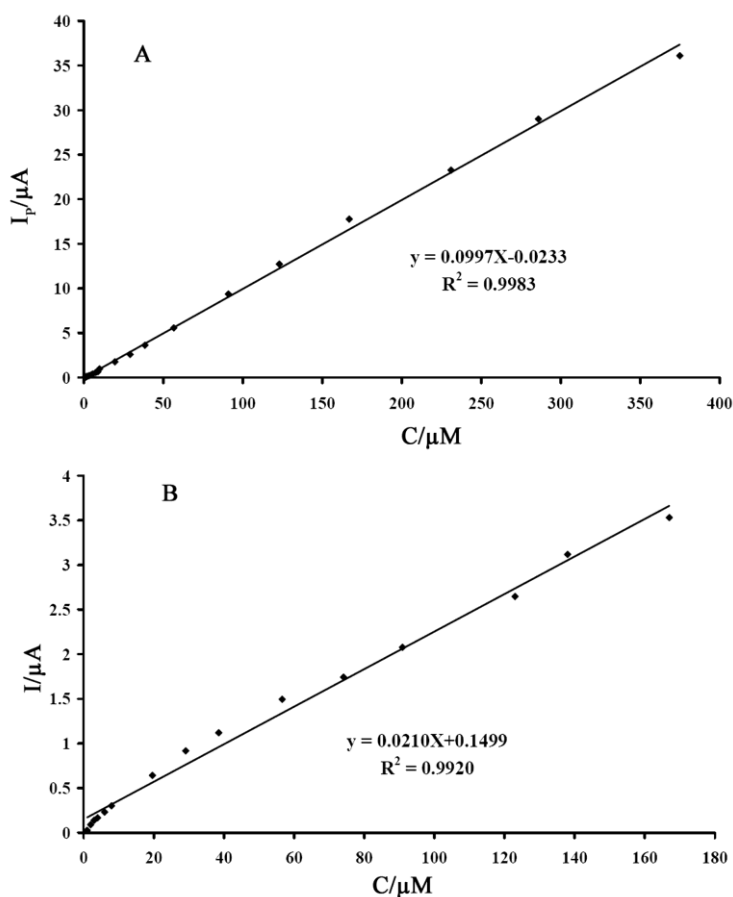 A
40
35
30
25
20
15
10
5
0
Ip/μA
y = 0.0997X-0.0233
R² = 0.9983
0 50 100 150 200 250 300 350 400
C/μM
B
4
3.5
3
2.5
2
1.5
1
0.5
0
I/μA
y = 0.0210X+0.1499
R² = 0.9920
0 20 40 60 80 100 120 140 160 180
C/μM